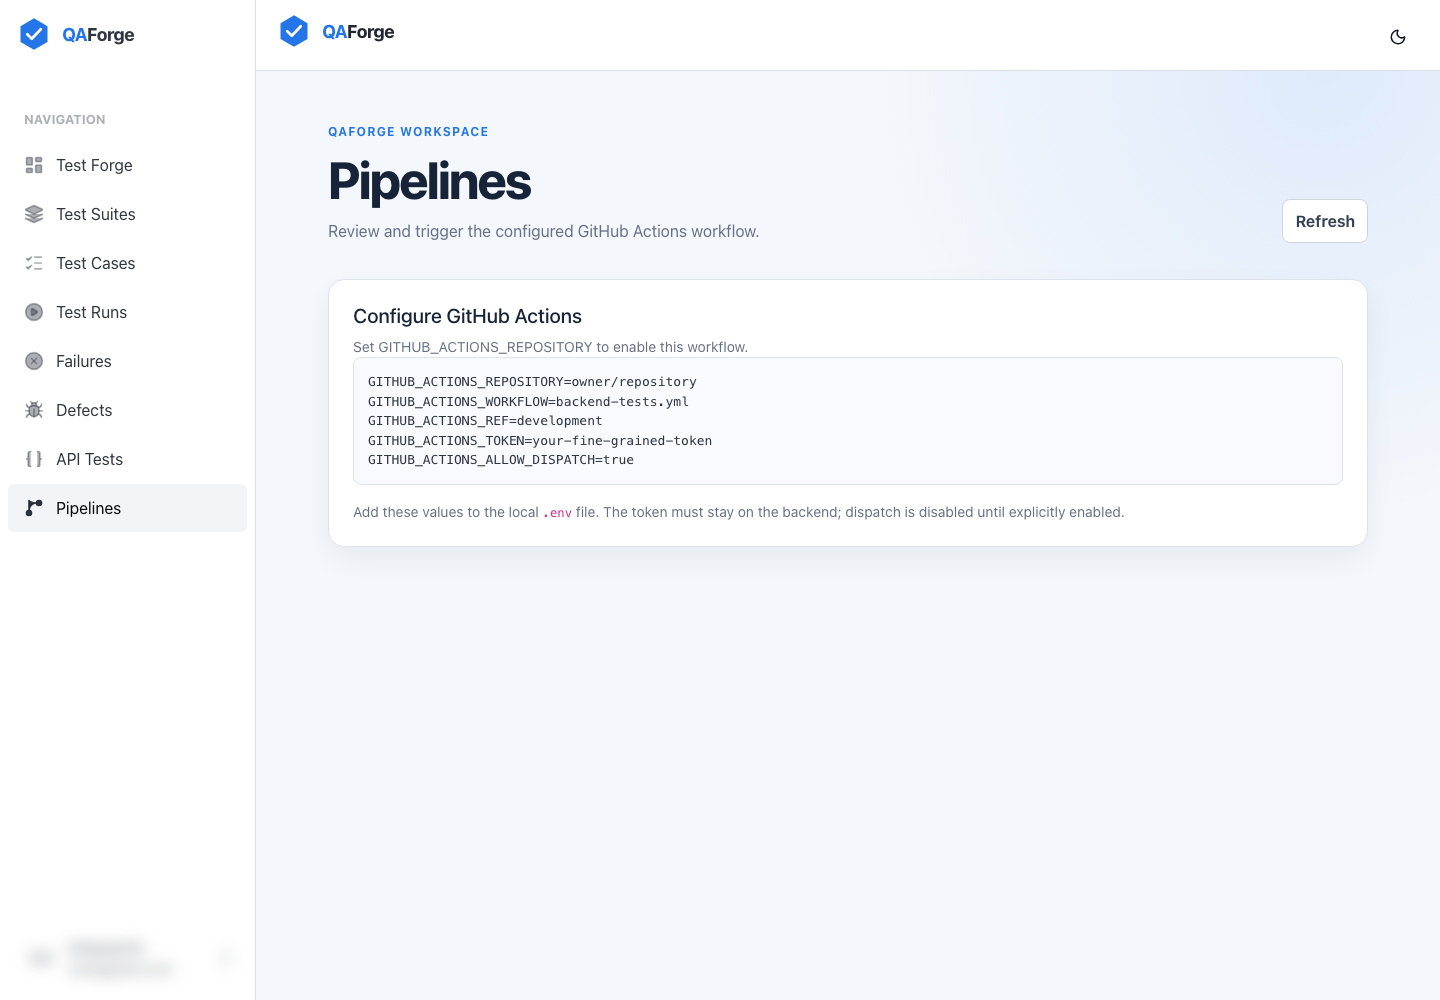 QAForge
QAForge
NAVIGATION
Test Forge
Test Suites
Test Cases
Test Runs
Failures
Defects
API Tests
Pipelines
QAFORGE WORKSPACE
Pipelines
Review and trigger the configured GitHub Actions workflow.
Refresh
Configure GitHub Actions
Set GITHUB_ACTIONS_REPOSITORY to enable this workflow.
GITHUB_ACTIONS_REPOSITORY=owner/repository
GITHUB_ACTIONS_WORKFLOW=backend-tests.yml
GITHUB_ACTIONS_REF=development
GITHUB_ACTIONS_TOKEN=your-fine-grained-token
GITHUB_ACTIONS_ALLOW_DISPATCH=true
Add these values to the local .env file. The token must stay on the backend; dispatch is disabled until explicitly enabled.